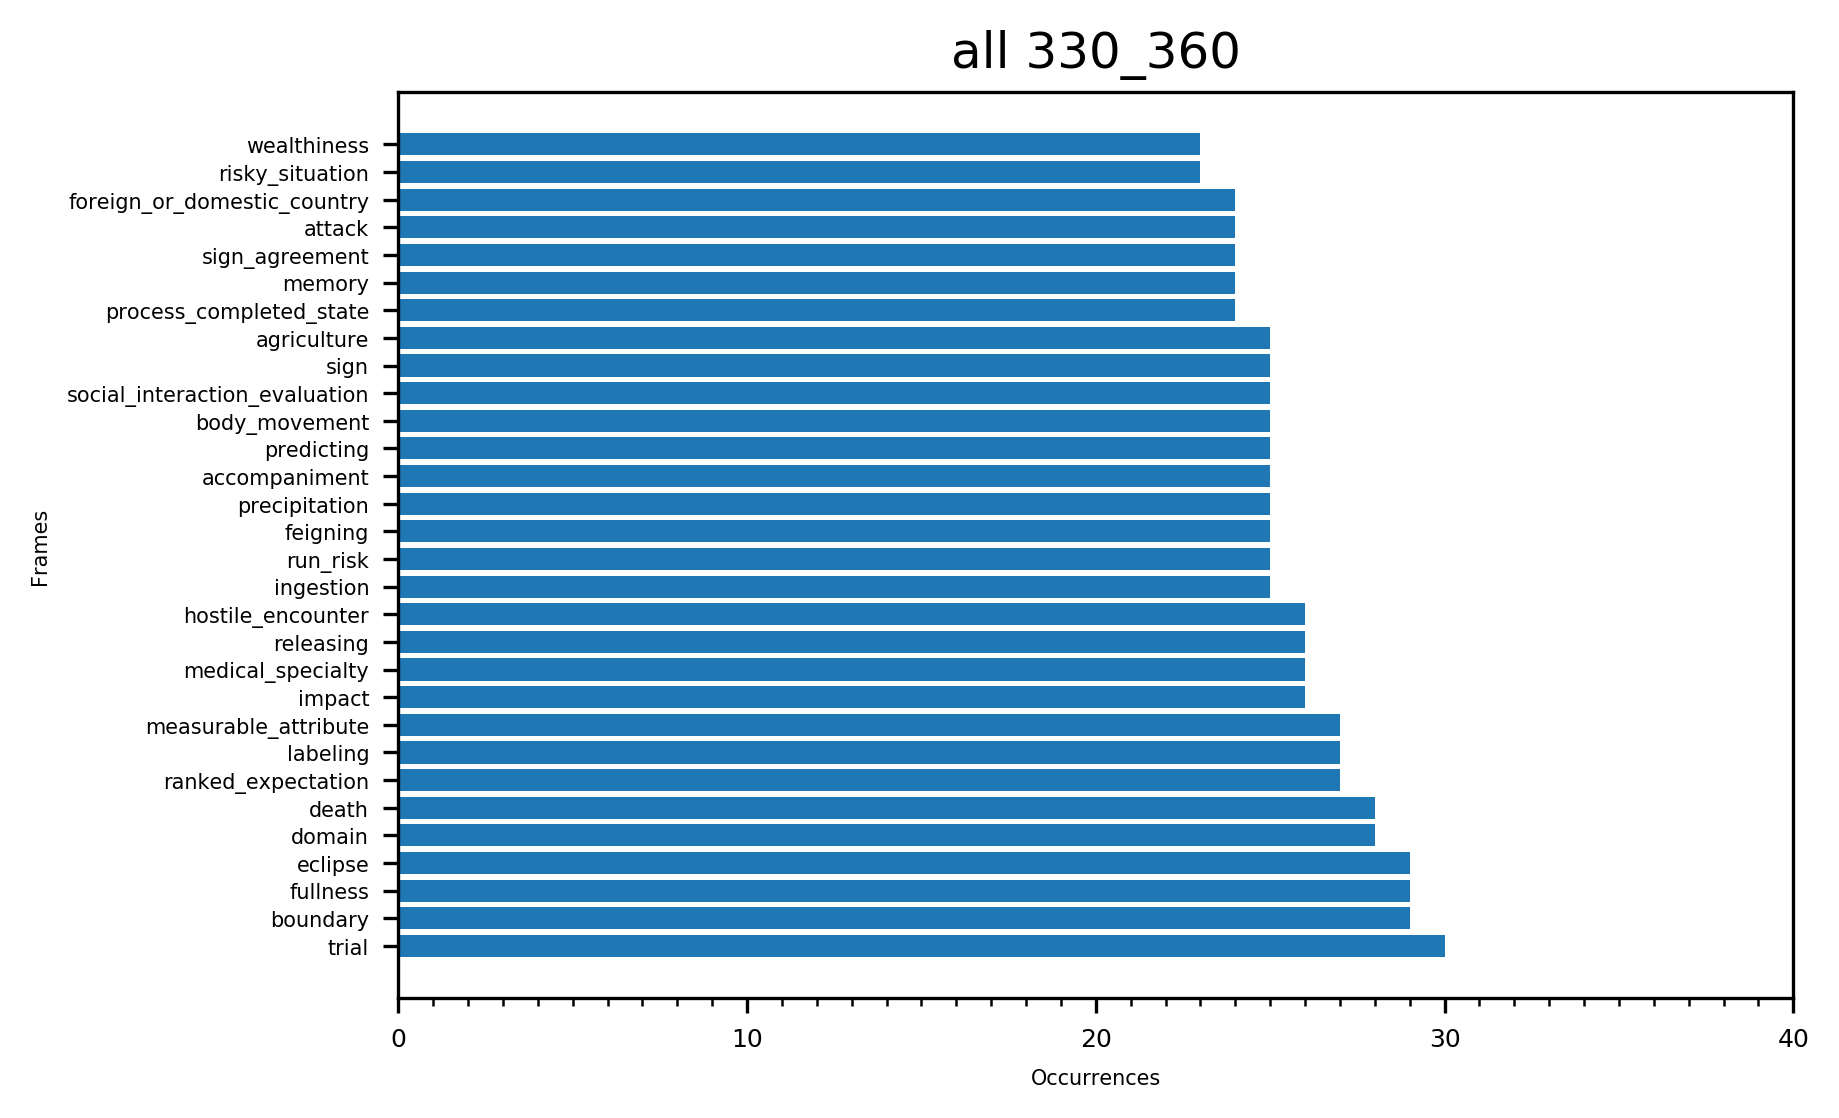 all 330_360
wealthiness
risky_situation
foreign_or_domestic_country
attack
sign_agreement
memory
process_completed_state
agriculture
sign
social_interaction_evaluation
body_movement
predicting
accompaniment
precipitation
feigning
run_risk
ingestion
hostile_encounter
releasing
medical_specialty
impact
measurable_attribute
labeling
ranked_expectation
death
domain
eclipse
fullness
boundary
trial
Frames
0 10 20 30 40
Occurrences